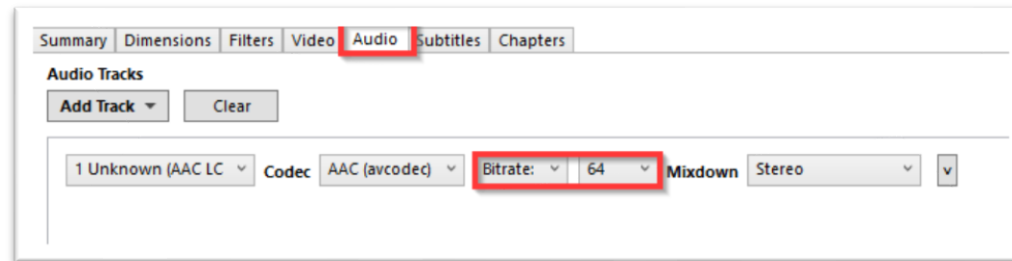 Summary Dimensions Filters Video Audio Subtitles Chapters
Audio Tracks
Add Track Clear
1 Unknown (AAC LC Codec AAC (avcodec) Bitrate: 64 Mixdown Stereo